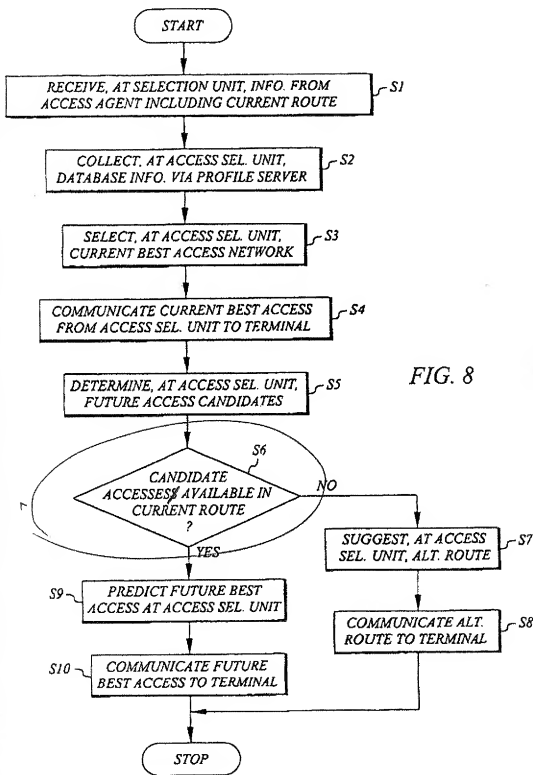 START
RECEIVE, AT SELECTION UNIT, INFO. FROM
ACCESS AGENT INCLUDING CURRENT ROUTE
S1
COLLECT, AT ACCESS SEL. UNIT,
DATABASE INFO. VIA PROFILE SERVER
S2
SELECT, AT ACCESS SEL. UNIT,
CURRENT BEST ACCESS NETWORK
S3
COMMUNICATE CURRENT BEST ACCESS
FROM ACCESS SEL. UNIT TO TERMINAL
S4
DETERMINE, AT ACCESS SEL. UNIT,
FUTURE ACCESS CANDIDATES
S5
FIG. 8
S6
CANDIDATE
ACCESSES AVAILABLE IN
CURRENT ROUTE
?
NO
YES
SUGGEST, AT ACCESS
SEL. UNIT, ALT. ROUTE
S7
S9
PREDICT FUTURE BEST
ACCESS AT ACCESS SEL. UNIT
COMMUNICATE ALT.
ROUTE TO TERMINAL
S8
S10
COMMUNICATE FUTURE
BEST ACCESS TO TERMINAL
STOP